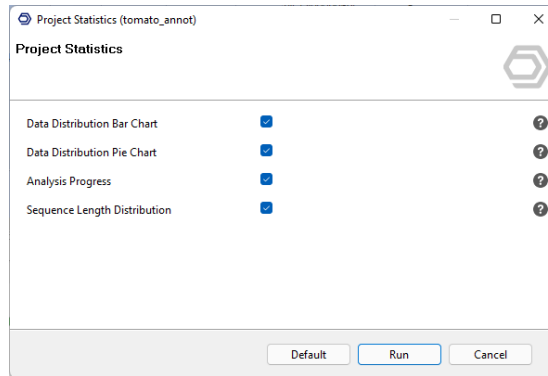 Project Statistics (tomato_annot)
Project Statistics
Data Distribution Bar Chart
Data Distribution Pie Chart
Analysis Progress
Sequence Length Distribution
Default Run Cancel